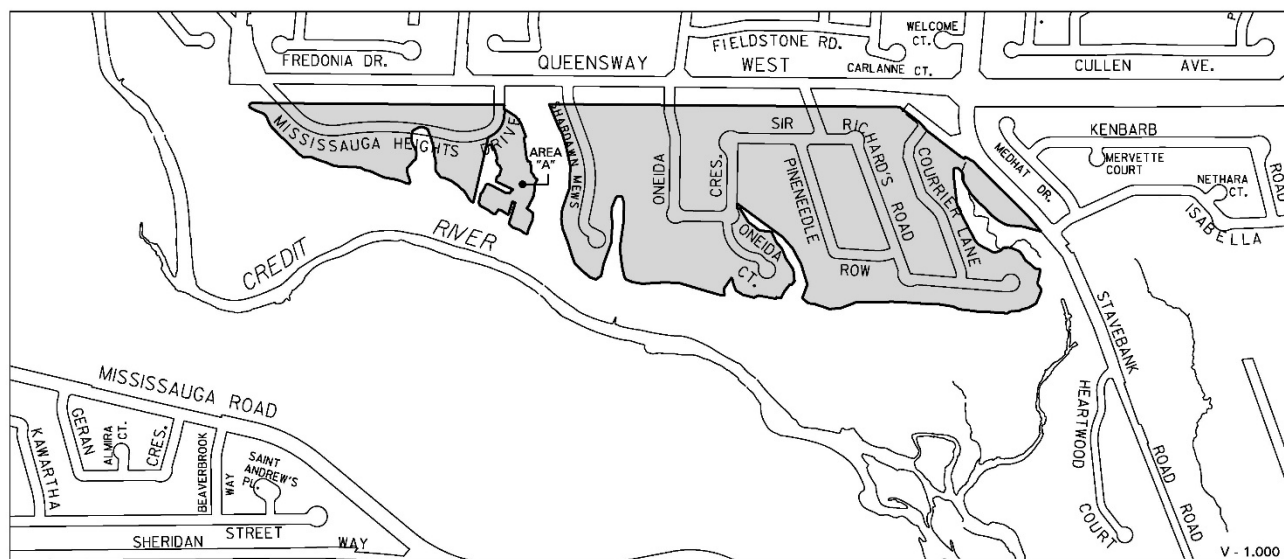 WELCOME
CT.
FIELDSTONE RD.
FREDONIA DR.
QUEENSWAY WEST
CARLANNE CT.
CULLEN AVE.
MISSISSAUGA HEIGHTS DRIVE
AREA
"A"
SHARDAWN MEWS
ONEIDA
CRES.
SIR RICHARD'S ROAD
PINENEEDLE
ROW
COURRIER LANE
ONEIDA
CT.
MEDHAT DR.
KENBARB
ROAD
MERVETTE
COURT
NETHARA
CT.
ISABELLA
CREDIT RIVER
STAVEBANK
ROAD
ROAD
HEARTWOOD
COURT
MISSISSAUGA ROAD
KAWARTHA
GERAN
CRES.
ALMIRA
CT.
BEAVERBROOK
WAY
SAINT
ANDREW'S
PL.
STREET
SHERIDAN WAY
V - 1.000